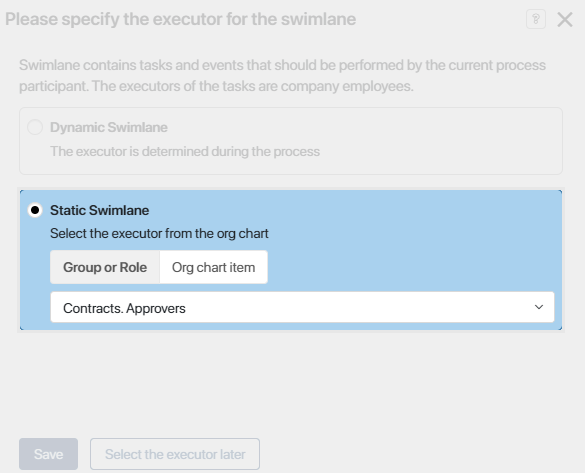 Please specify the executor for the swimlane
?
Swimlane contains tasks and events that should be performed by the current process
participant. The executors of the tasks are company employees.
Dynamic Swimlane
The executor is determined during the process
Static Swimlane
Select the executor from the org chart
Group or Role Org chart item
Contracts. Approvers
Save Select the executor later